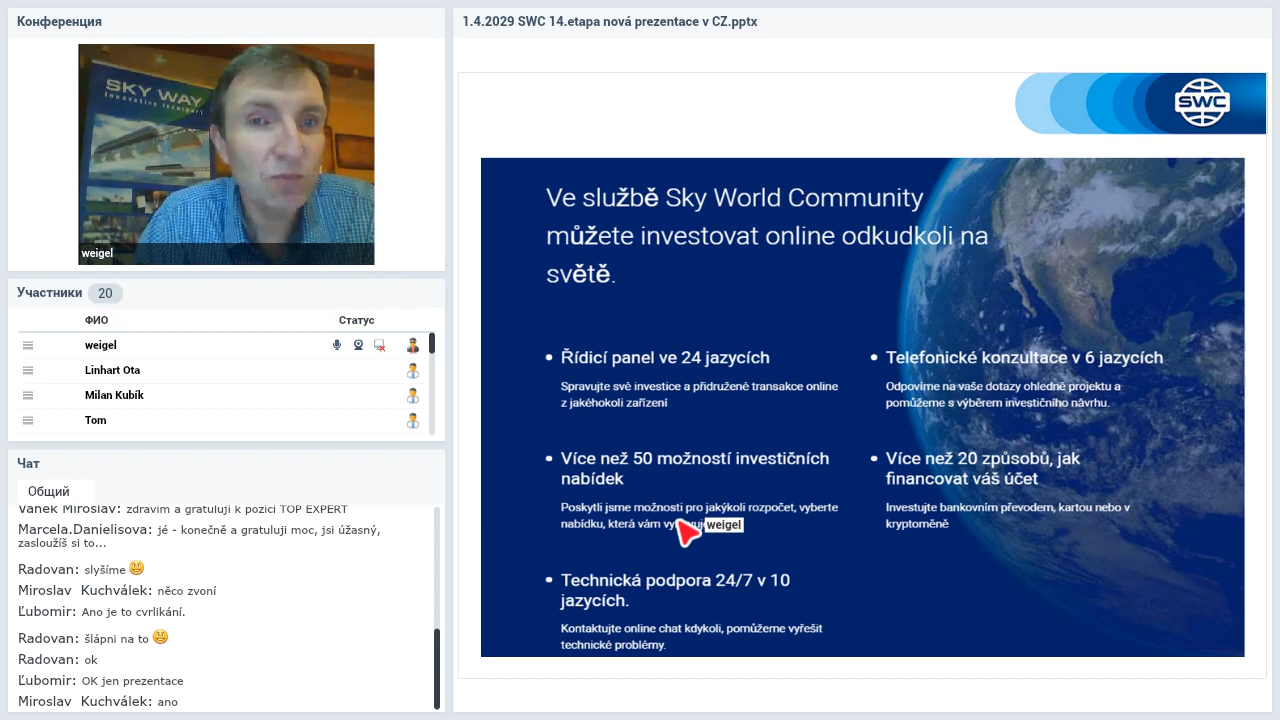 Конференция
SKY WAY
Innovative transport
weigel
Участники 20
ФИО Статус
weigel
Linhart Ota
Milan Kubík
Tom
Чат
Общий
Vaněk Miroslav: zdravím a gratuluji k pozici TOP EXPERT
Marcela.Danielisova: jé - konečně a gratuluji moc, jsi úžasný,
zasloužíš si to...
Radovan: slyšíme
Miroslav Kuchválek: něco zvoní
Ľubomir: Ano je to cvrlikání.
Radovan: šlápni na to
Radovan: ok
Ľubomir: OK jen prezentace
Miroslav Kuchválek: ano
1.4.2029 SWC 14.etapa nová prezentace v CZ.pptx
SWC
Ve službě Sky World Community
můžete investovat online odkudkoli na
světě.
• Řídicí panel ve 24 jazycích
Spravujte své investice a přidružené transakce online
z jakéhokoli zařízení
• Více než 50 možností investičních
nabídek
Poskytli jsme možnosti pro jakýkoli rozpočet, vyberte
nabídku, která vám
weigel
• Technická podpora 24/7 v 10
jazycích.
Kontaktujte online chat kdykoli, pomůžeme vyřešit
technické problémy.
• Telefonické konzultace v 6 jazycích
Odpovíme na vaše dotazy ohledně projektu a
pomůžeme s výběrem investičního návrhu.
• Více než 20 způsobů, jak
financovat váš účet
Investujte bankovním převodem, kartou nebo v
kryptoměně